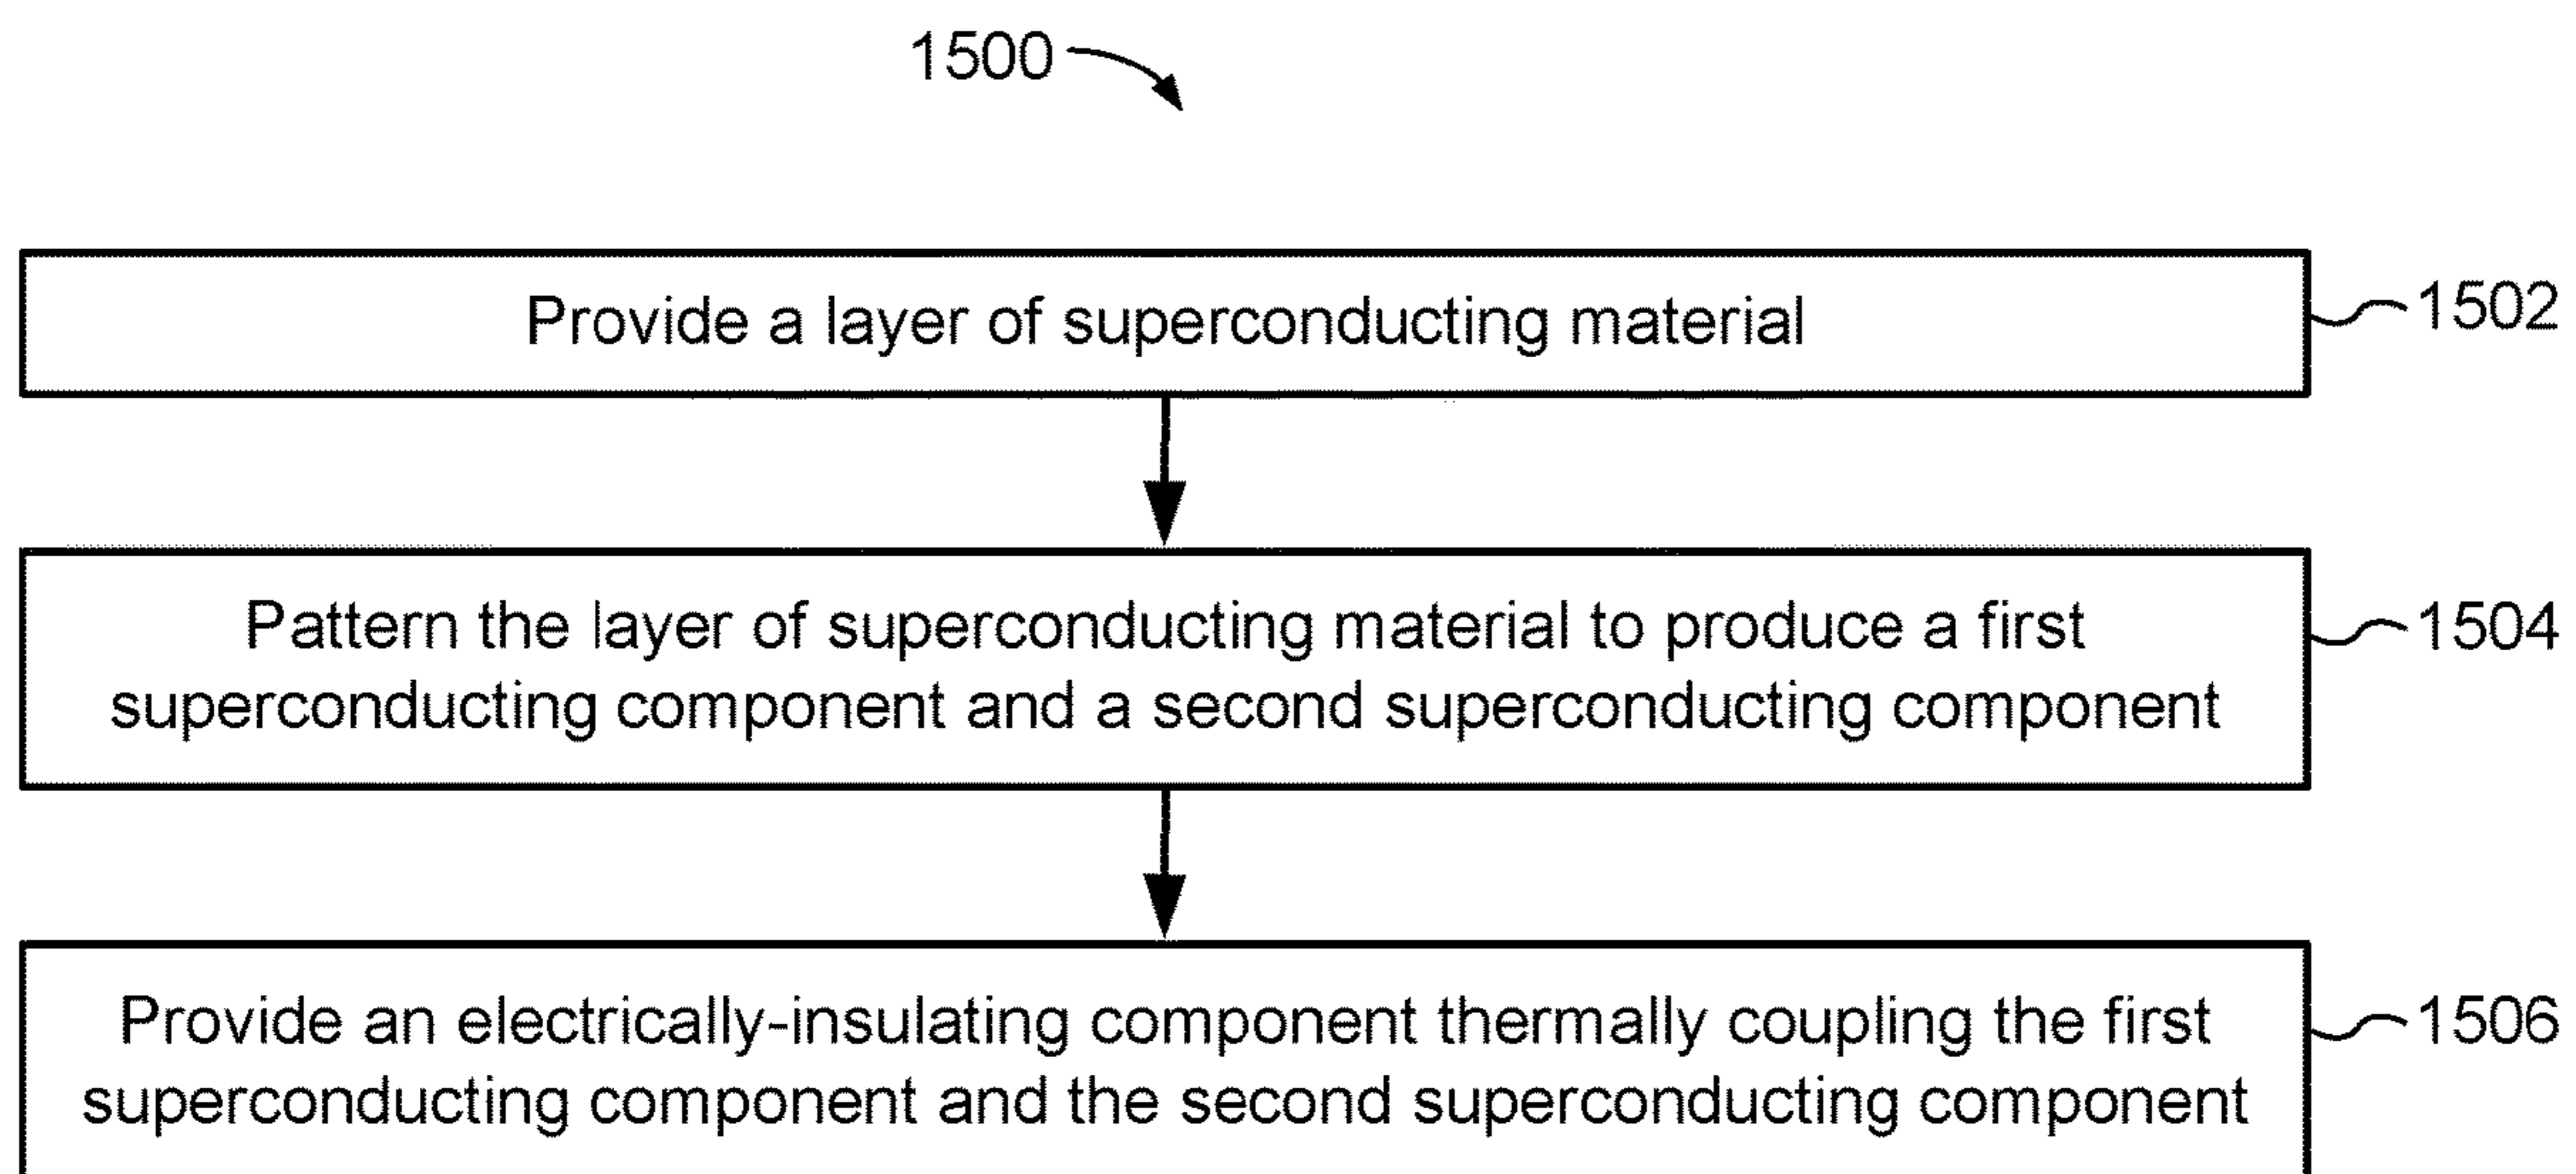 1500
Provide a layer of superconducting material
1502
Pattern the layer of superconducting material to produce a first
superconducting component and a second superconducting component
1504
Provide an electrically-insulating component thermally coupling the first
superconducting component and the second superconducting component
1506